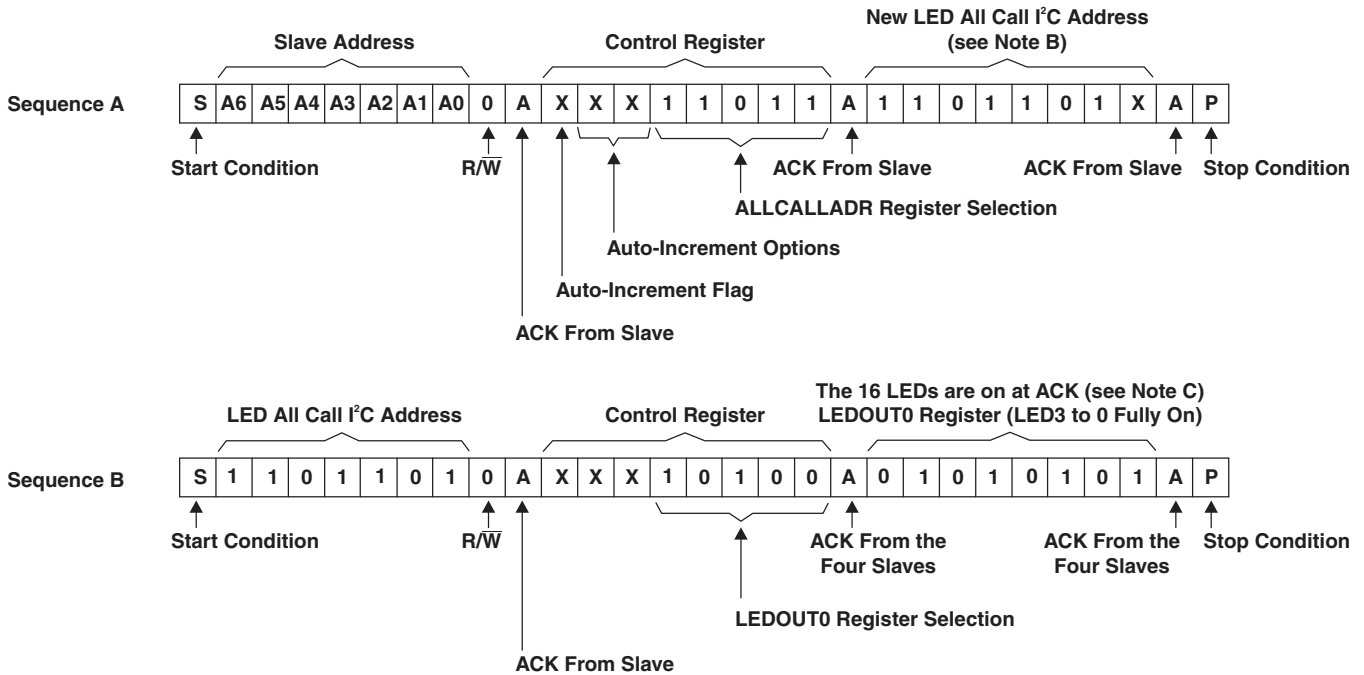 New LED All Call I²C Address
(see Note B)
Slave Address
Control Register
Sequence A
S A6 A5 A4 A3 A2 A1 A0 0 A X X X 1 1 0 1 1 A 1 1 0 1 1 0 1 X A P
Start Condition
R/W̅
ACK From Slave
ACK From Slave
Stop Condition
ALLCALLADR Register Selection
Auto-Increment Options
Auto-Increment Flag
ACK From Slave
The 16 LEDs are on at ACK (see Note C)
LED All Call I²C Address
Control Register
LEDOUT0 Register (LED3 to 0 Fully On)
Sequence B
S 1 1 0 1 1 0 1 0 A X X X 1 0 1 0 0 A 0 1 0 1 0 1 0 1 A P
Start Condition
R/W̅
ACK From the
Four Slaves
ACK From the
Four Slaves
Stop Condition
LEDOUT0 Register Selection
ACK From Slave